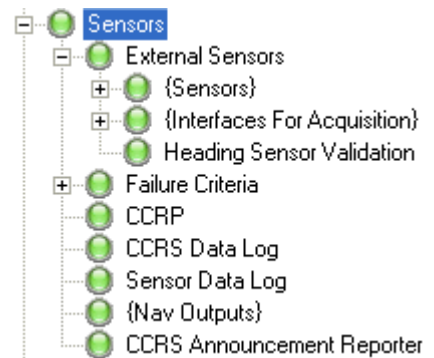 Sensors
External Sensors
{Sensors}
{Interfaces For Acquisition}
Heading Sensor Validation
Failure Criteria
CCRP
CCRS Data Log
Sensor Data Log
{Nav Outputs}
CCRS Announcement Reporter